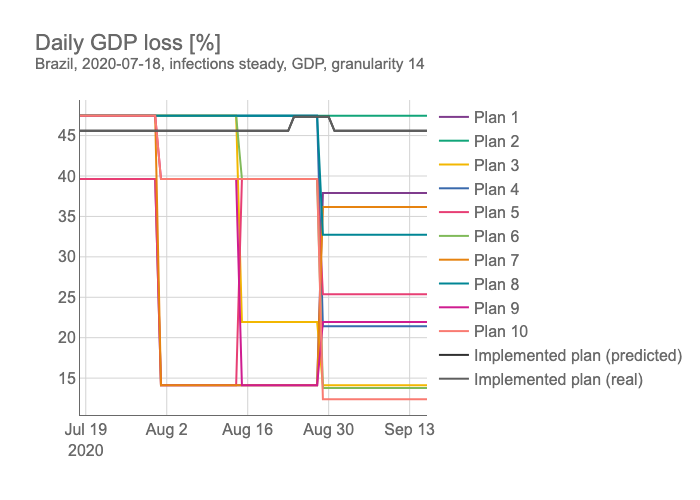 Daily GDP loss [%]
Brazil, 2020-07-18, infections steady, GDP, granularity 14
45
40
35
30
25
20
15
Jul 19
2020
Aug 2
Aug 16
Aug 30
Sep 13
Plan 1
Plan 2
Plan 3
Plan 4
Plan 5
Plan 6
Plan 7
Plan 8
Plan 9
Plan 10
Implemented plan (predicted)
Implemented plan (real)